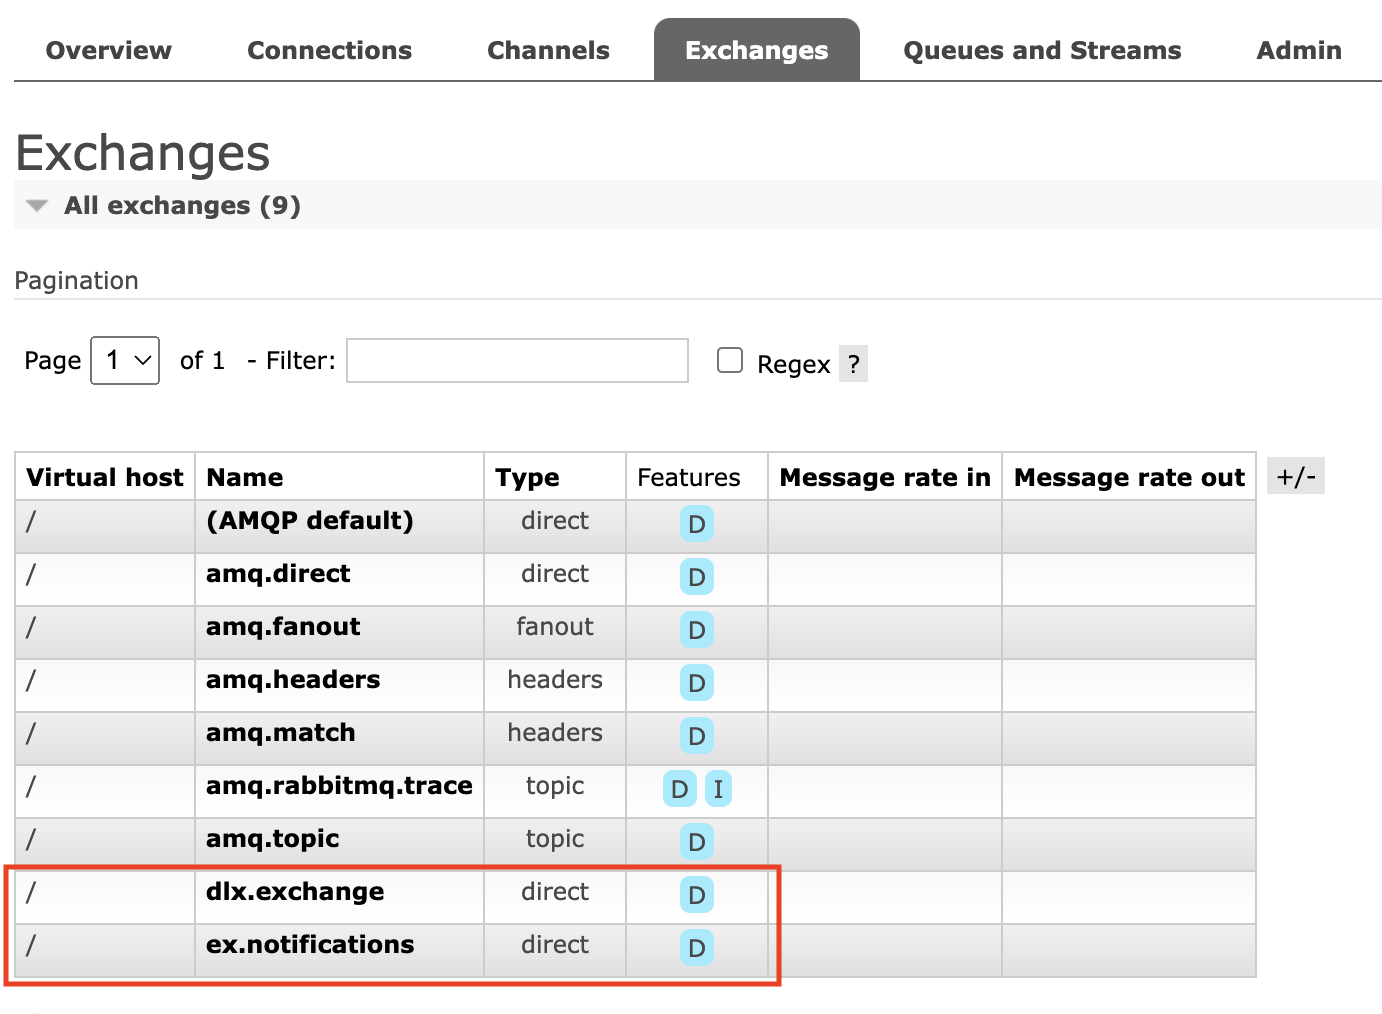 Overview Connections Channels Exchanges Queues and Streams Admin
Exchanges
All exchanges (9)
Pagination
Page 1 of 1 - Filter: Regex ?
Virtual host Name Type Features Message rate in Message rate out +/-
/ (AMQP default) direct D
/ amq.direct direct D
/ amq.fanout fanout D
/ amq.headers headers D
/ amq.match headers D
/ amq.rabbitmq.trace topic D I
/ amq.topic topic D
/ dlx.exchange direct D
/ ex.notifications direct D